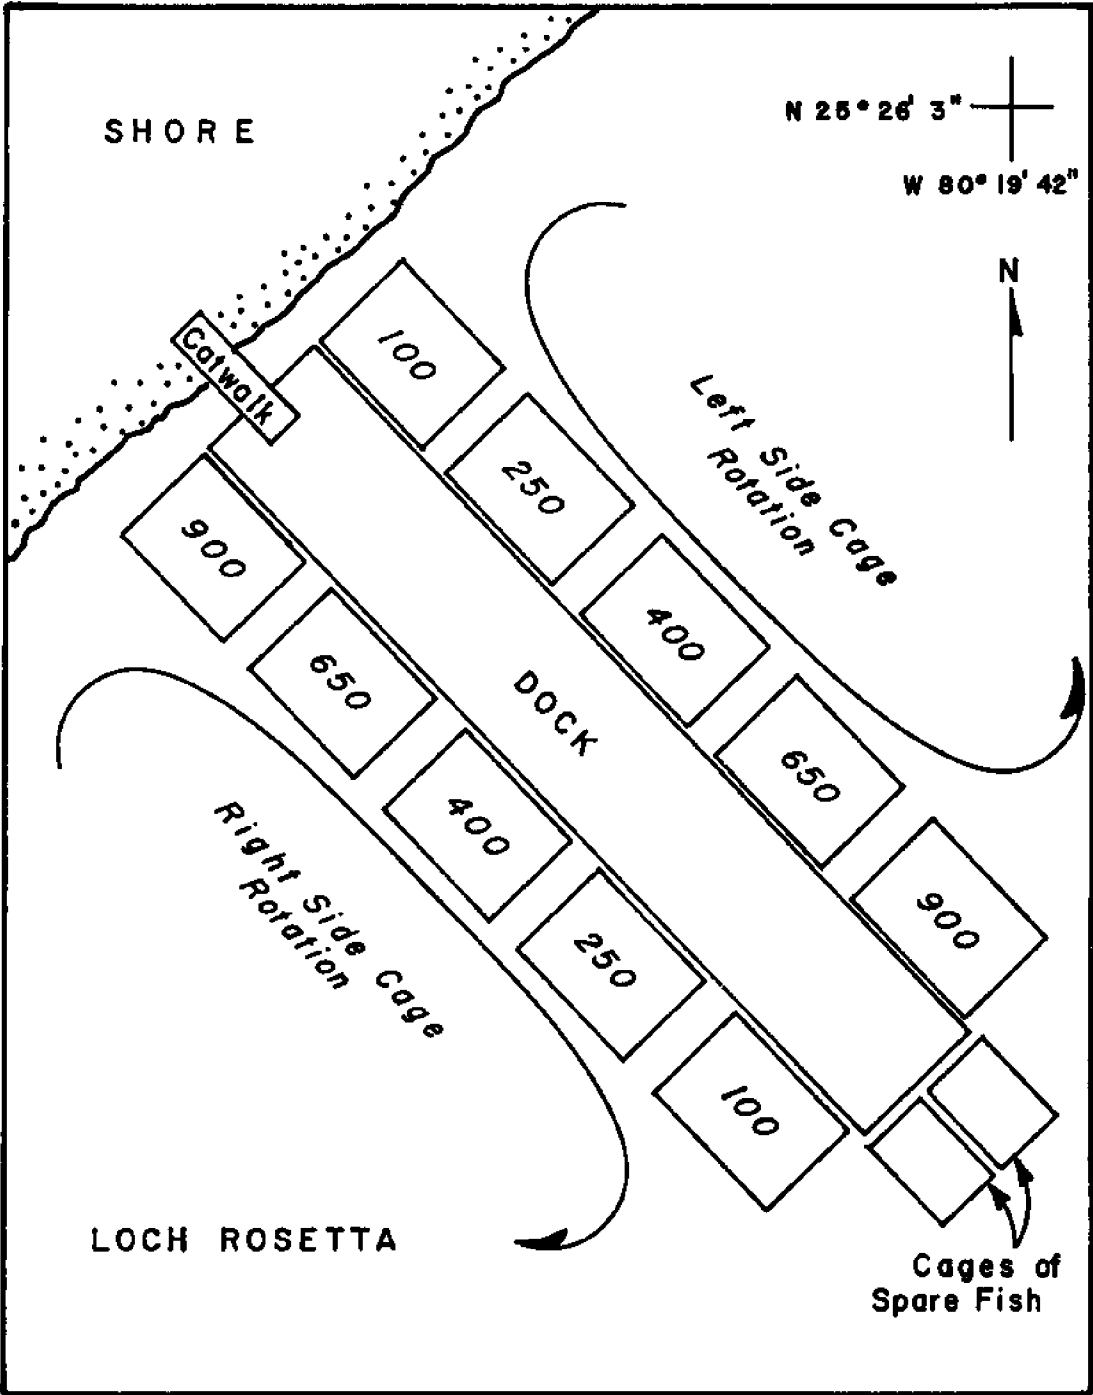 SHORE
N 25° 26' 3"
W 80° 19' 42"
N
Catwalk
100
250
400
650
900
Left Side Cage
Rotation
DOCK
900
650
400
250
100
Right Side Cage
Rotation
LOCH ROSETTA
Cages of
Spare Fish